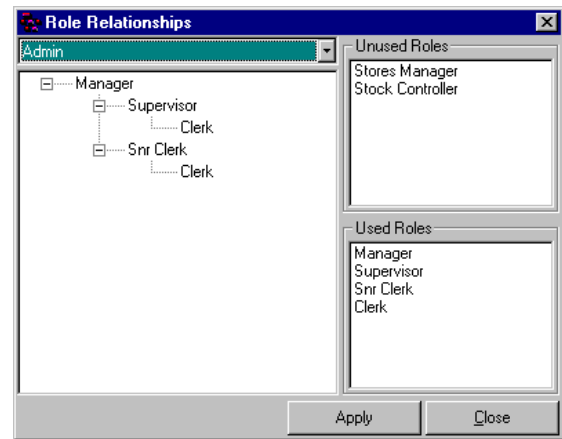 Role Relationships
Admin
Manager
Supervisor
Clerk
Snr Clerk
Clerk
Unused Roles
Stores Manager
Stock Controller
Used Roles
Manager
Supervisor
Snr Clerk
Clerk
Apply
Close